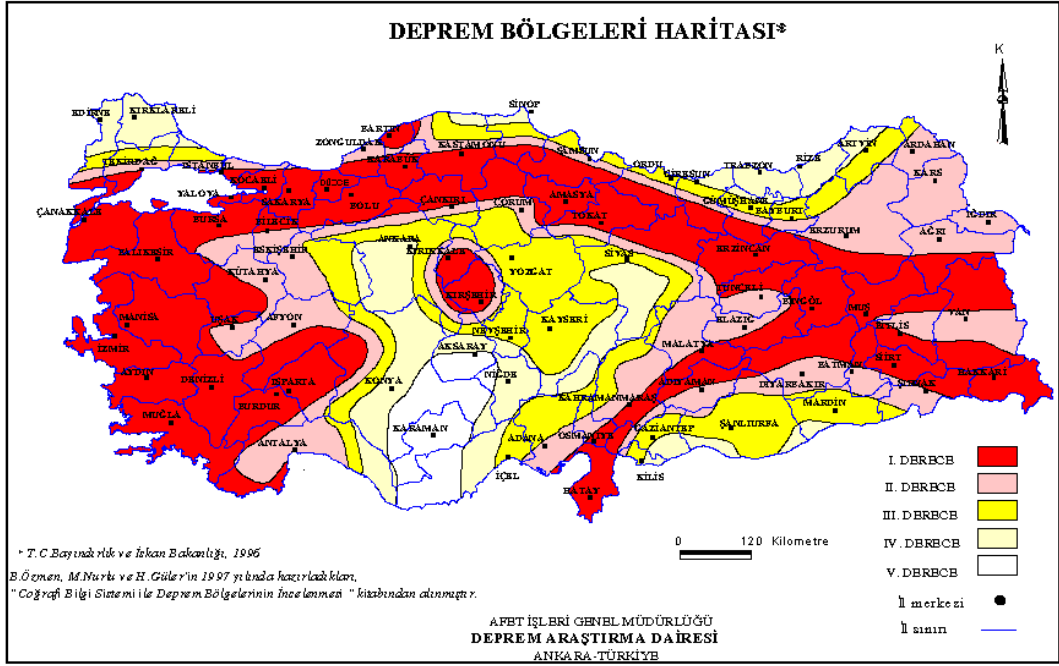 DEPREM BÖLGELERİ HARİTASI*
K
SİNOP
EDİRNE
KIRKLARELİ
BARTIN
ZONGULDAK
KASTAMONU
KARABÜK
SAMSUN
ARTVİN
ARDAHAN
TEKİRDAĞ
İSTANBUL
ORDU
GİRESUN
TRABZON
RİZE
KARS
KOCAELİ
DÜZCE
YALOVA
SAKARYA
BOLU
ÇANKIRI
ÇORUM
AMASYA
TOKAT
GÜMÜŞHANE
BAYBURT
IĞDIR
ÇANAKKALE
BURSA
BİLECİK
ERZURUM
AĞRI
BALIKESİR
ESKİŞEHİR
ANKARA
KIRIKKALE
YOZGAT
SİVAS
ERZİNCAN
KÜTAHYA
KIRŞEHİR
TUNCELİ
BİNGÖL
MUŞ
MANİSA
UŞAK
AFYON
NEVŞEHİR
KAYSERİ
ELAZIĞ
BİTLİS
VAN
İZMİR
AKSARAY
MALATYA
SİİRT
AYDIN
DENİZLİ
ISPARTA
KONYA
NİĞDE
ADIYAMAN
DİYARBAKIR
BATMAN
ŞIRNAK
HAKKARİ
BURDUR
KAHRAMANMARAŞ
MARDİN
MUĞLA
ANTALYA
KARAMAN
ADANA
OSMANİYE
GAZİANTEP
ŞANLIURFA
İÇEL
KİLİS
HATAY
I. DERECE
II. DERECE
III. DERECE
IV. DERECE
V. DERECE
İl merkezi
İl sınırı
0 120 Kilometre
* T.C.Bayındırlık ve İskan Bakanlığı, 1996
B.Özmen, M.Nurlu ve H.Güler'in 1997 yılında hazırladıkları,
"Coğrafi Bilgi Sistemi ile Deprem Bölgelerinin İncelenmesi" kitabından alınmıştır.
AFET İŞLERİ GENEL MÜDÜRLÜĞÜ
DEPREM ARAŞTIRMA DAİRESİ
ANKARA-TÜRKİYE